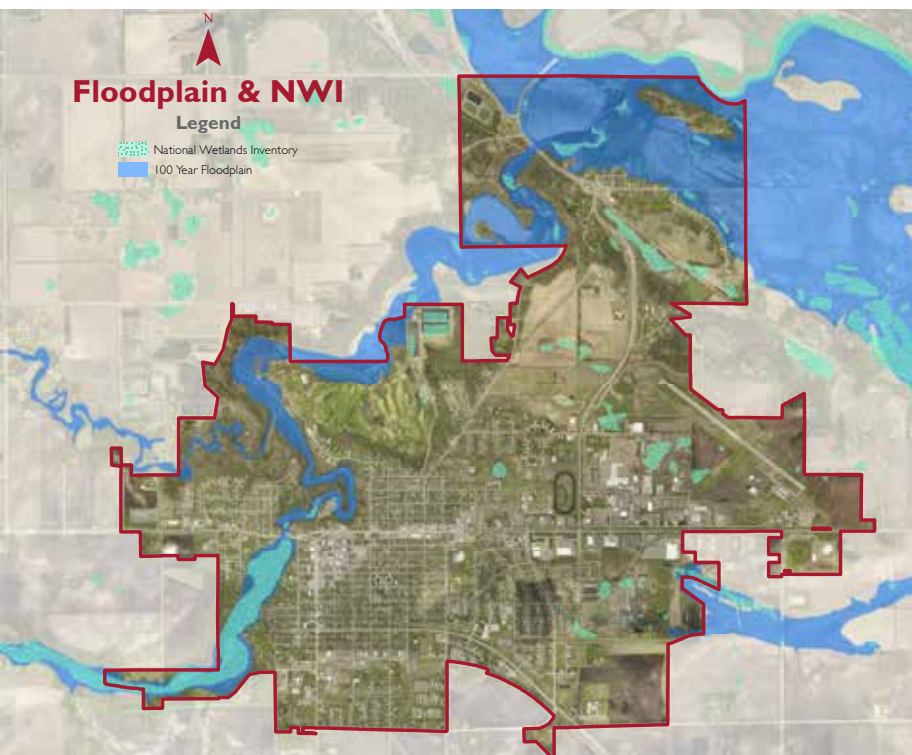 N
Floodplain & NWI
Legend
National Wetlands Inventory
100 Year Floodplain